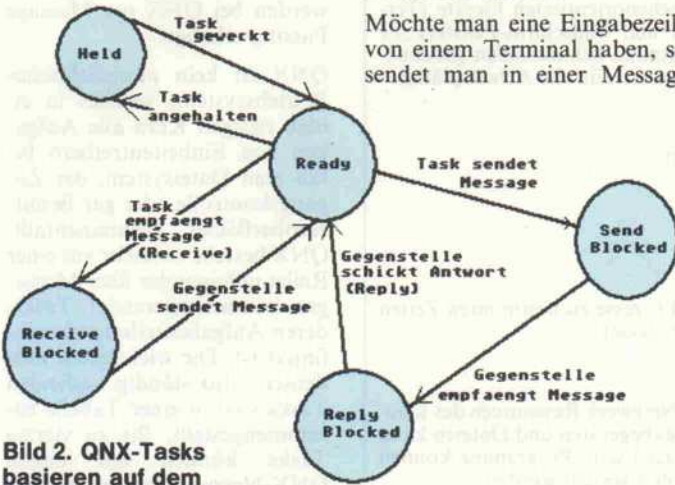 Task
geweckt
Held
Task
angehalten
Ready
Task sendet
Message
Send
Blocked
Task
empfaengt
Message
(Receive)
Gegenstelle
schickt Antwort
(Reply)
Gegenstelle
sendet Message
Receive
Blocked
Gegenstelle
empfaengt Message
Reply
Blocked
Bild 2. QNX-Tasks
basieren auf dem
Möchte man eine Eingabezeil
von einem Terminal haben, s
sendet man in einer Messag